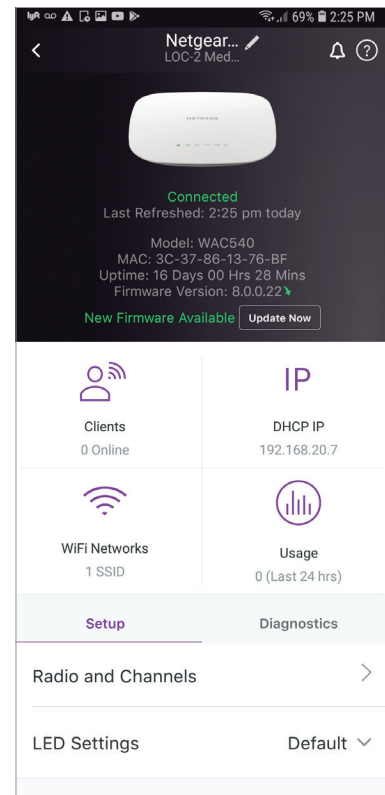 lyft 69% 2:25 PM
Netgear...
LOC-2 Med...
NETGEAR
Connected
Last Refreshed: 2:25 pm today
Model: WAC540
MAC: 3C-37-86-13-76-BF
Uptime: 16 Days 00 Hrs 28 Mins
Firmware Version: 8.0.0.22
New Firmware Available Update Now
IP
Clients DHCP IP
0 Online 192.168.20.7
WiFi Networks Usage
1 SSID 0 (Last 24 hrs)
Setup Diagnostics
Radio and Channels
LED Settings Default